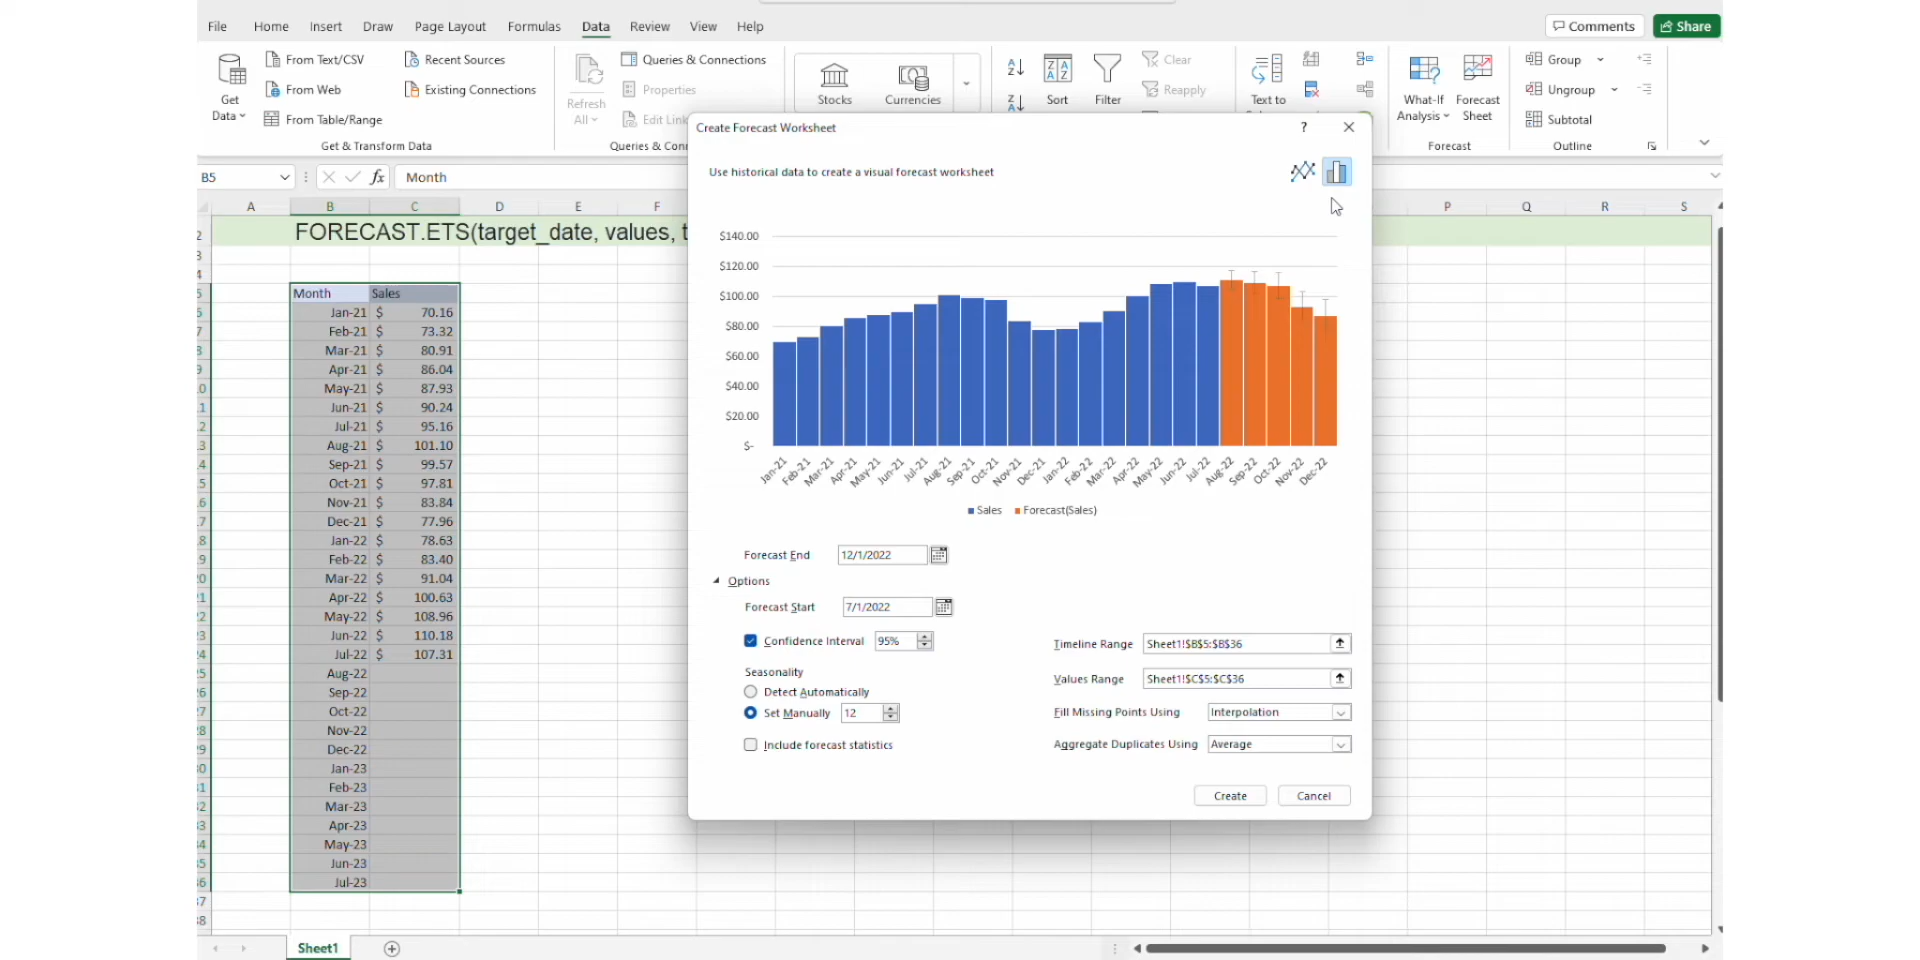 File Home Insert Draw Page Layout Formulas Data Review View Help Comments Share
Get Data
From Text/CSV
From Web
From Table/Range
Recent Sources
Existing Connections
Get & Transform Data
Refresh All
Queries & Connections
Properties
Edit Link
Queries & Con
Stocks
Currencies
Sort
Filter
Clear
Reapply
Text to
What-If Analysis
Forecast Sheet
Forecast
Group
Ungroup
Subtotal
Outline
B5 fx Month
A B C D E F P Q R S
FORECAST.ETS(target_date, values, t
Month Sales
Jan-21 $ 70.16
Feb-21 $ 73.32
Mar-21 $ 80.91
Apr-21 $ 86.04
May-21 $ 87.93
Jun-21 $ 90.24
Jul-21 $ 95.16
Aug-21 $ 101.10
Sep-21 $ 99.57
Oct-21 $ 97.81
Nov-21 $ 83.84
Dec-21 $ 77.96
Jan-22 $ 78.63
Feb-22 $ 83.40
Mar-22 $ 91.04
Apr-22 $ 100.63
May-22 $ 108.96
Jun-22 $ 110.18
Jul-22 $ 107.31
Aug-22
Sep-22
Oct-22
Nov-22
Dec-22
Jan-23
Feb-23
Mar-23
Apr-23
May-23
Jun-23
Jul-23
Create Forecast Worksheet ?
Use historical data to create a visual forecast worksheet
$140.00
$120.00
$100.00
$80.00
$60.00
$40.00
$20.00
$-
Jan-21 Feb-21 Mar-21 Apr-21 May-21 Jun-21 Jul-21 Aug-21 Sep-21 Oct-21 Nov-21 Dec-21 Jan-22 Feb-22 Mar-22 Apr-22 May-22 Jun-22 Jul-22 Aug-22 Sep-22 Oct-22 Nov-22 Dec-22
Sales Forecast(Sales)
Forecast End 12/1/2022
Options
Forecast Start 7/1/2022
Confidence Interval 95%
Seasonality
Detect Automatically
Set Manually 12
Include forecast statistics
Timeline Range Sheet1!$B$5:$B$36
Values Range Sheet1!$C$5:$C$36
Fill Missing Points Using Interpolation
Aggregate Duplicates Using Average
Create Cancel
Sheet1